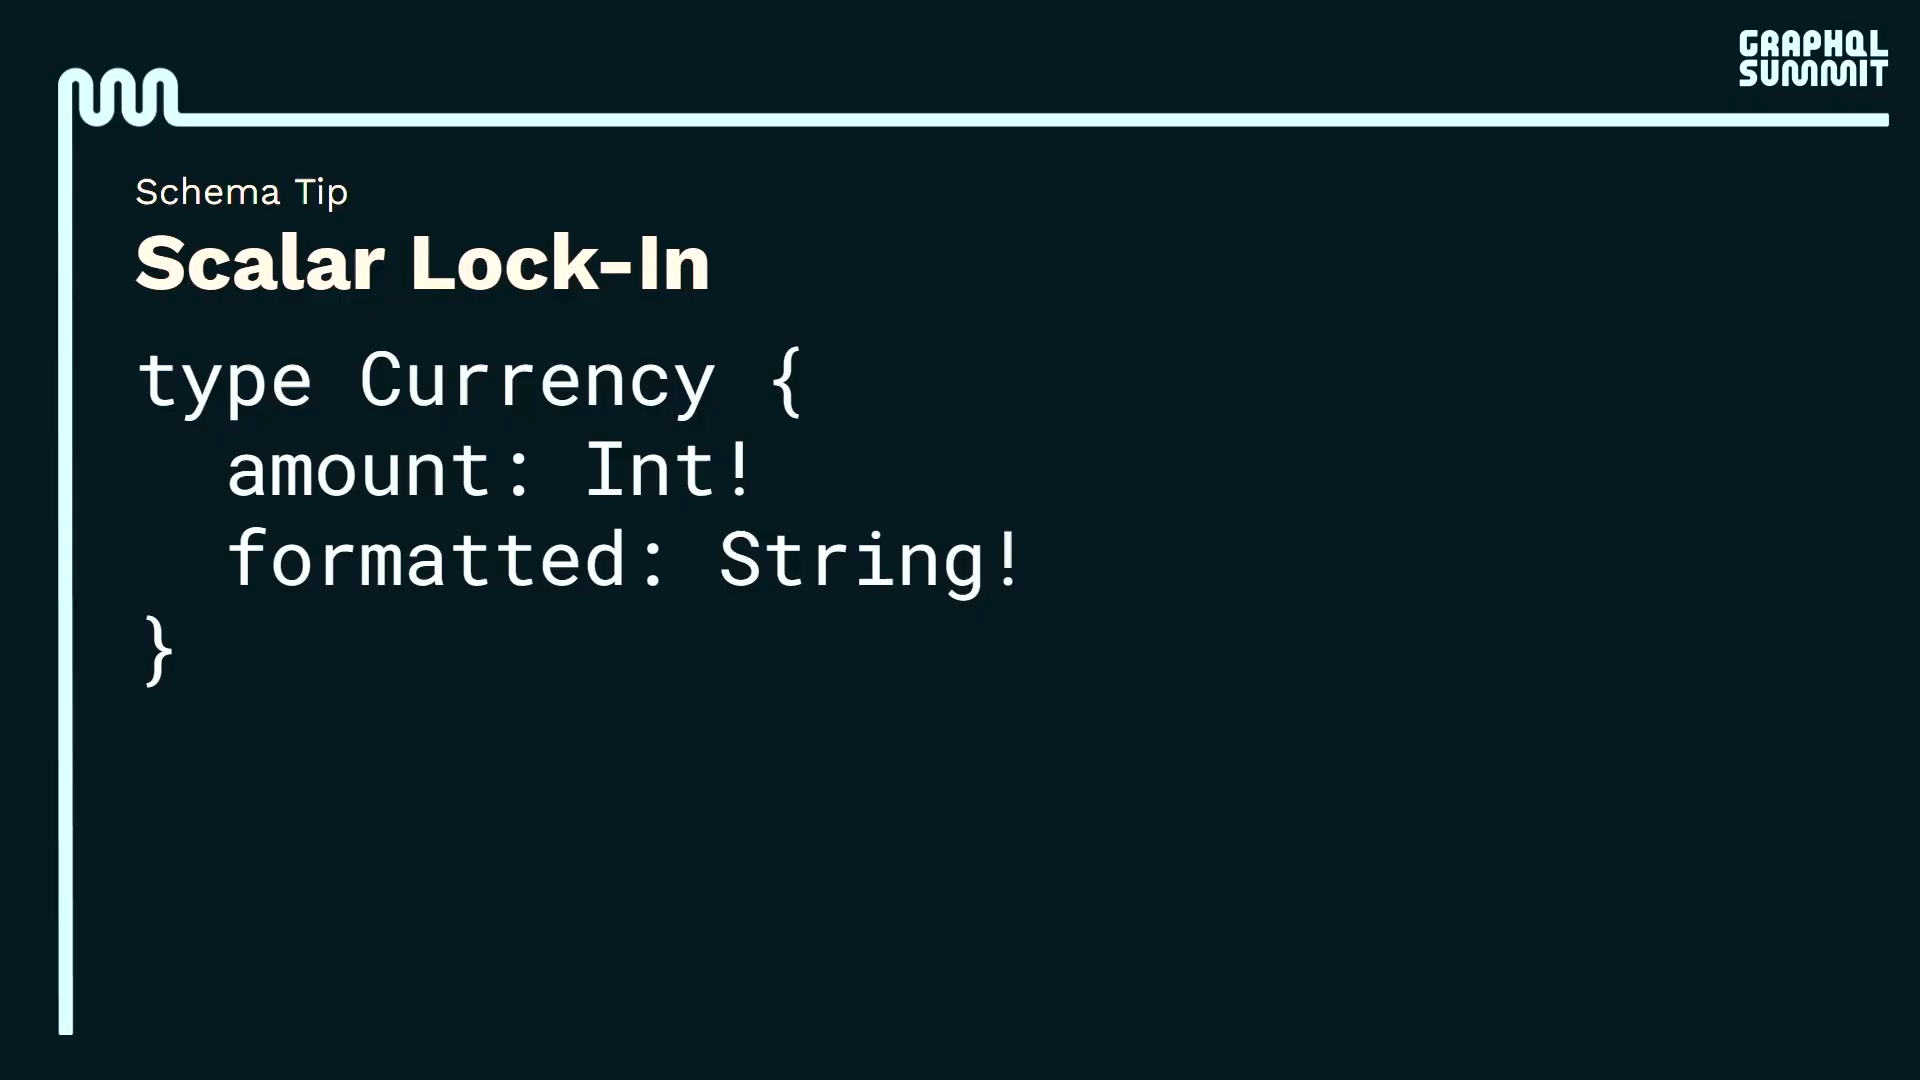 GRAPHQL
SUMMIT
Schema Tip
Scalar Lock-In
type Currency {
  amount: Int!
  formatted: String!
}